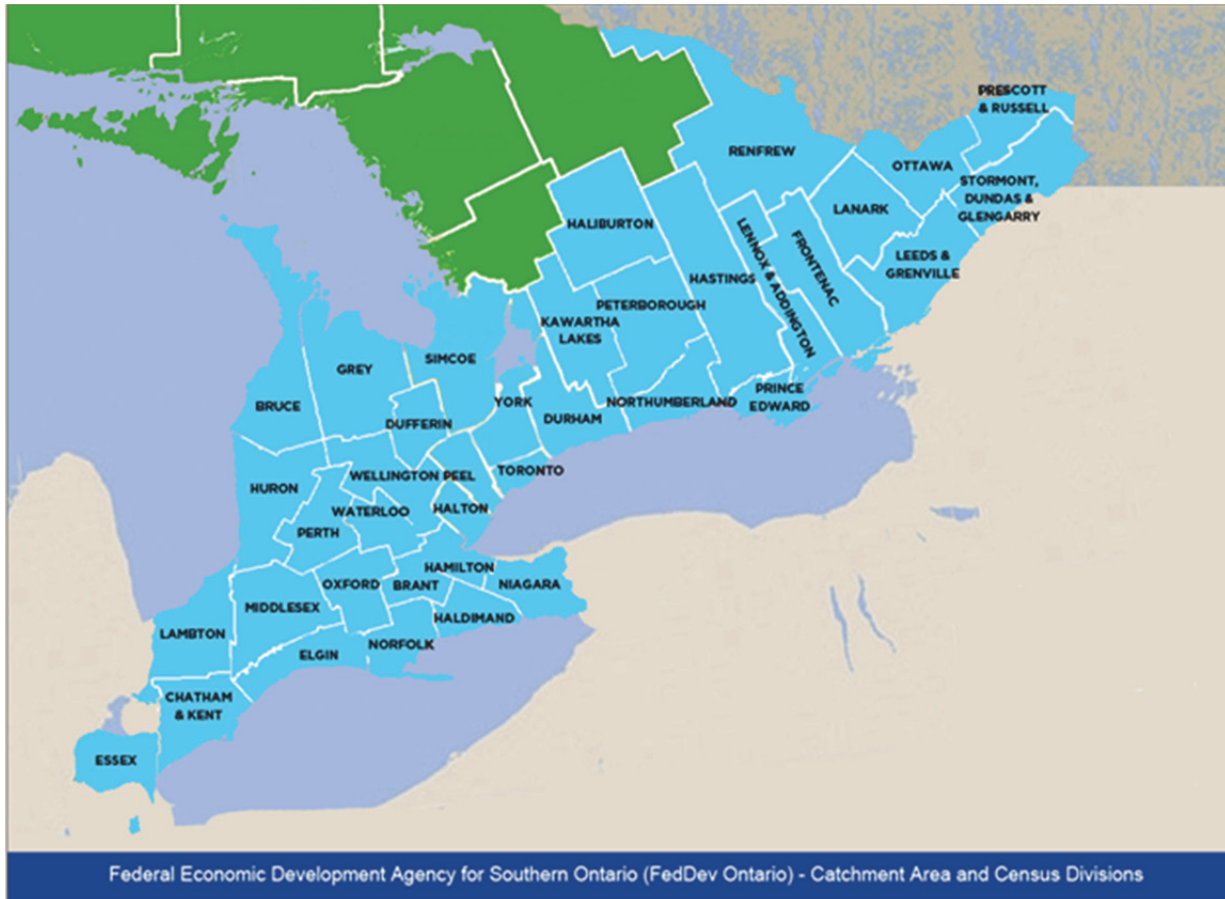 PRESCOTT
& RUSSELL
RENFREW
OTTAWA
STORMONT,
DUNDAS &
GLENGARRY
LANARK
HALIBURTON
LENNOX & ADDINGTON
FRONTENAC
LEEDS &
GRENVILLE
HASTINGS
PETERBOROUGH
KAWARTHA
LAKES
SIMCOE
GREY
BRUCE
YORK
PRINCE
EDWARD
NORTHUMBERLAND
DURHAM
DUFFERIN
WELLINGTON
PEEL
TORONTO
HURON
WATERLOO
HALTON
PERTH
HAMILTON
OXFORD
BRANT
NIAGARA
MIDDLESEX
HALDIMAND
LAMBTON
NORFOLK
ELGIN
CHATHAM
& KENT
ESSEX
Federal Economic Development Agency for Southern Ontario (FedDev Ontario) - Catchment Area and Census Divisions